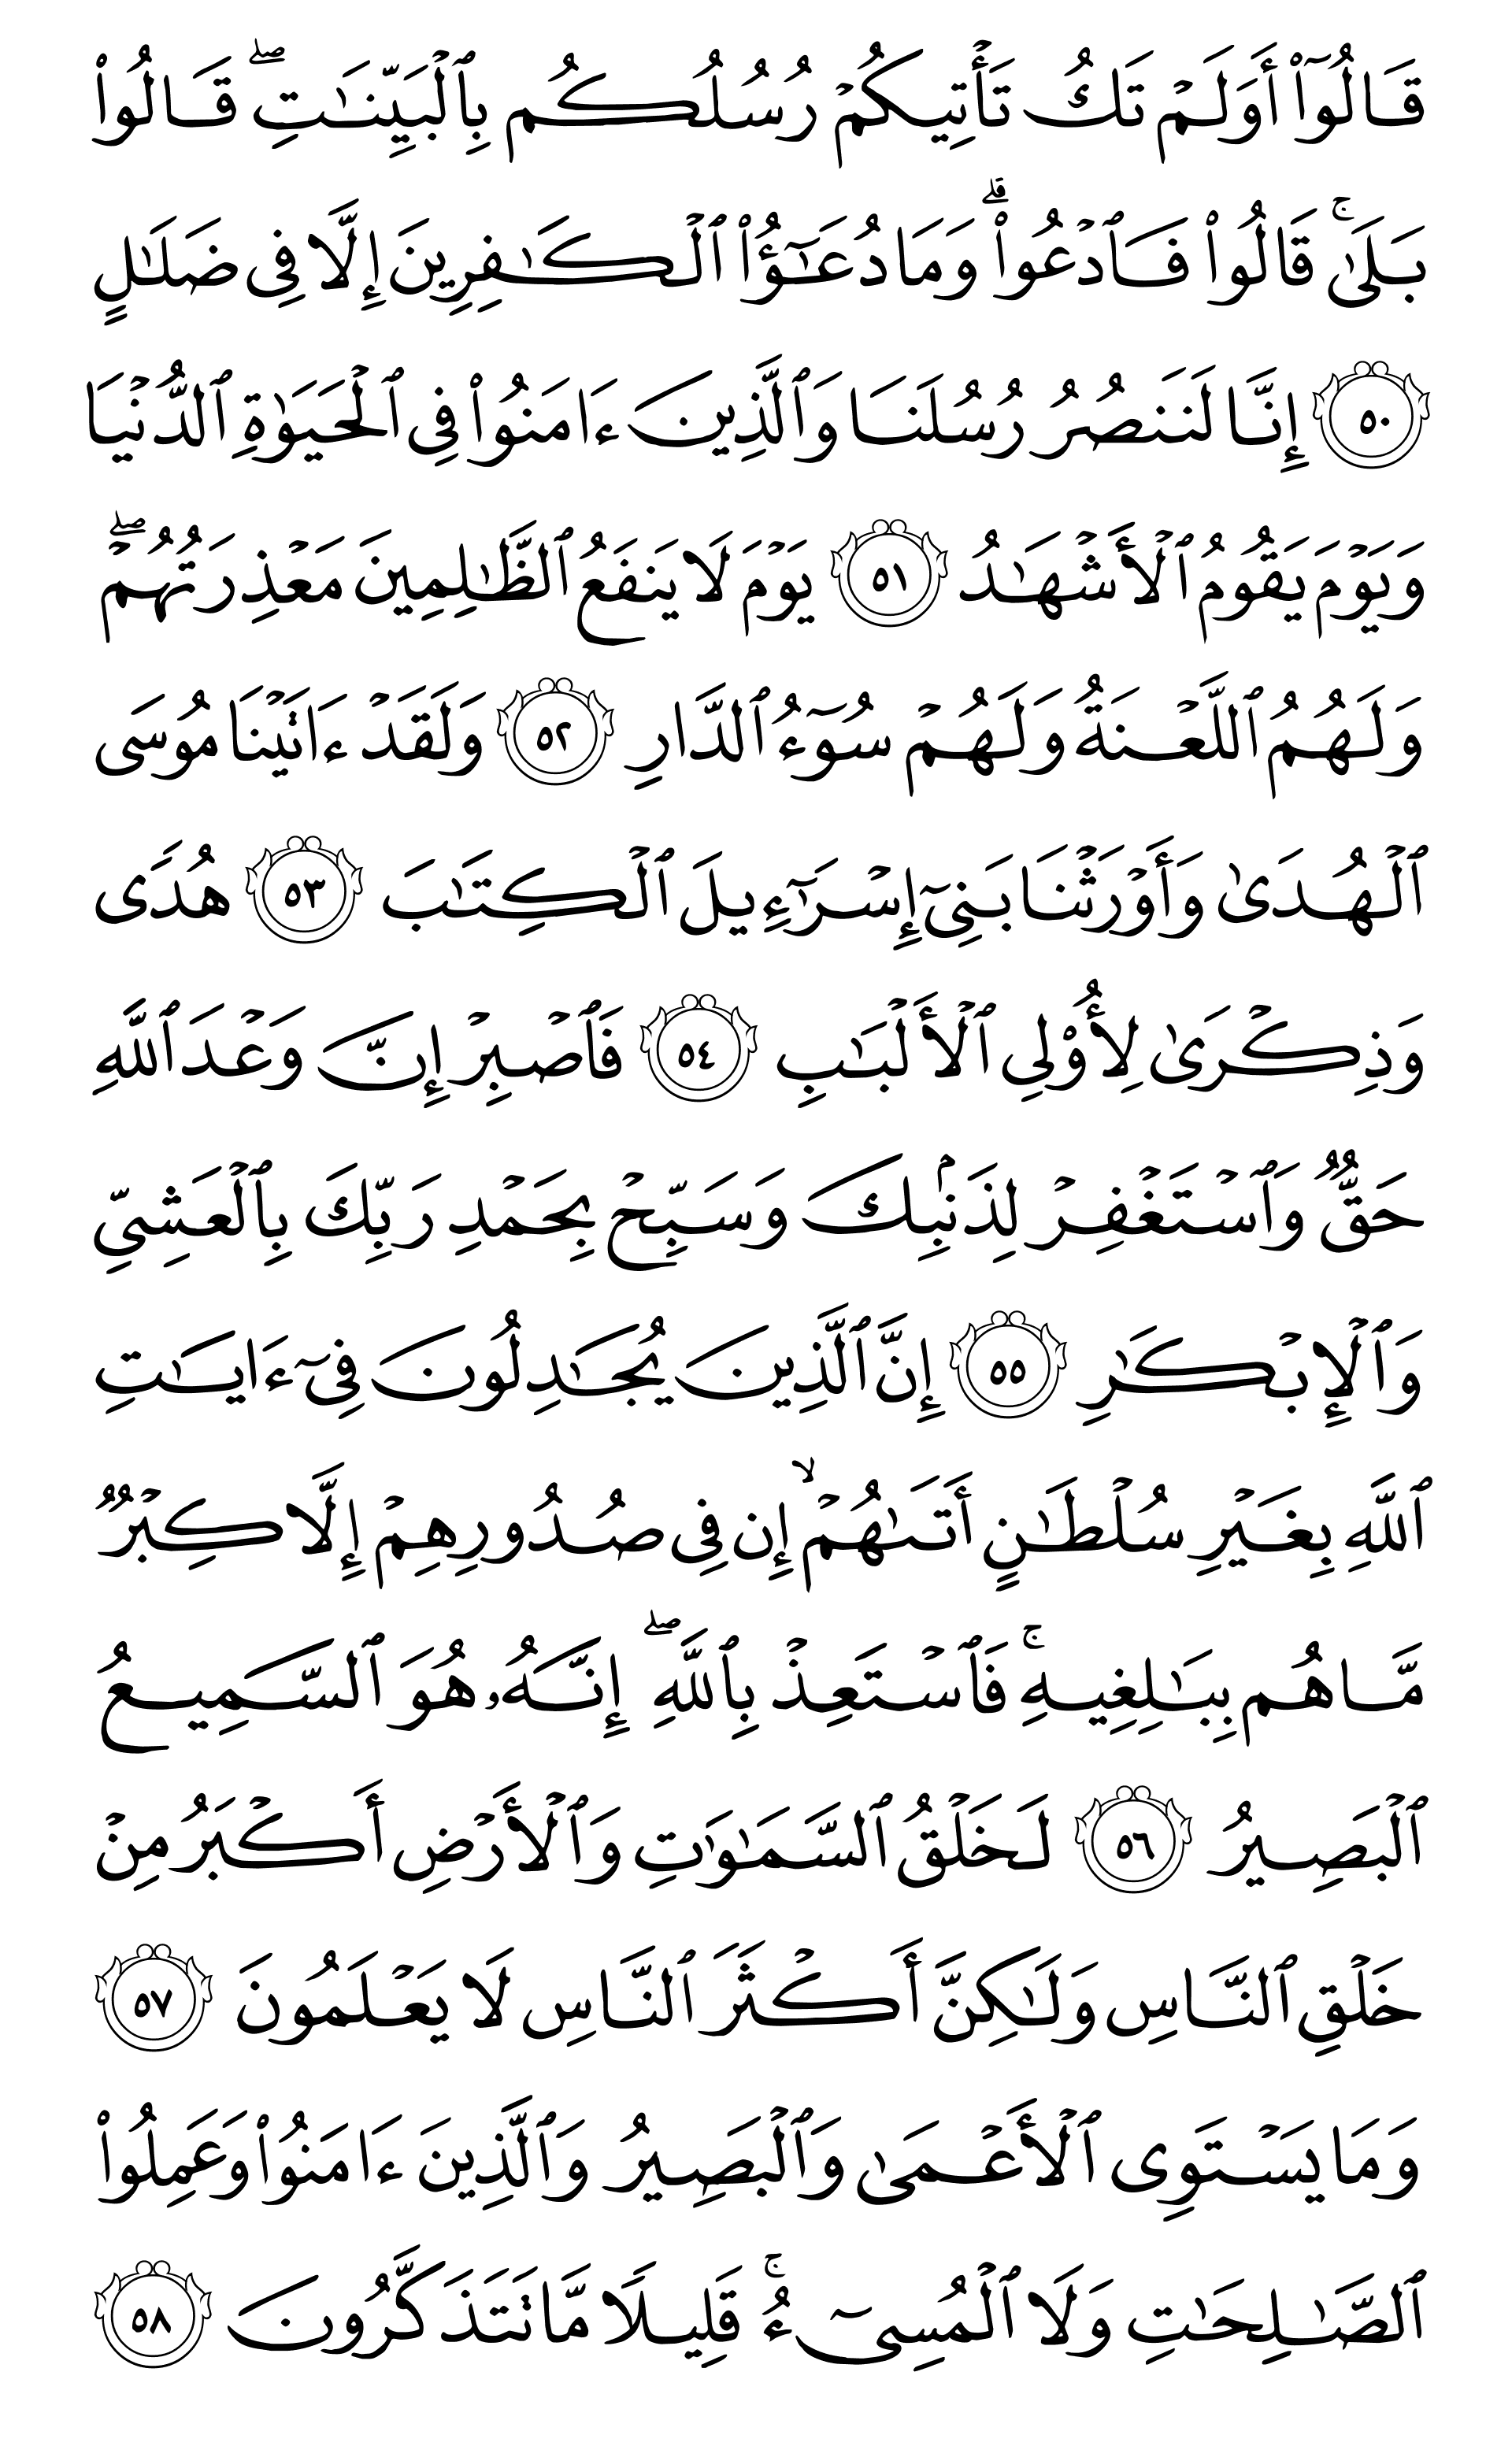 قَالُوٓا۟ أَوَلَمْ تَكُ تَأْتِيكُمْ رُسُلُكُم بِٱلْبَيِّنَـٰتِ ۖ قَالُوا۟
بَلَىٰ ۚ قَالُوا۟ فَٱدْعُوا۟ ۗ وَمَا دُعَـٰٓؤُا۟ ٱلْكَـٰفِرِينَ إِلَّا فِى ضَلَـٰلٍ
٥٠ إِنَّا لَنَنصُرُ رُسُلَنَا وَٱلَّذِينَ ءَامَنُوا۟ فِى ٱلْحَيَوٰةِ ٱلدُّنْيَا
وَيَوْمَ يَقُومُ ٱلْأَشْهَـٰدُ ٥١ يَوْمَ لَا يَنفَعُ ٱلظَّـٰلِمِينَ مَعْذِرَتُهُمْ ۖ
وَلَهُمُ ٱللَّعْنَةُ وَلَهُمْ سُوٓءُ ٱلدَّارِ ٥٢ وَلَقَدْ ءَاتَيْنَا مُوسَى
ٱلْهُدَىٰ وَأَوْرَثْنَا بَنِىٓ إِسْرَٰٓءِيلَ ٱلْكِتَـٰبَ ٥٣ هُدًى
وَذِكْرَىٰ لِأُو۟لِى ٱلْأَلْبَـٰبِ ٥٤ فَٱصْبِرْ إِنَّ وَعْدَ ٱللَّهِ
حَقٌّ وَٱسْتَغْفِرْ لِذَنۢبِكَ وَسَبِّحْ بِحَمْدِ رَبِّكَ بِٱلْعَشِىِّ
وَٱلْإِبْكَـٰرِ ٥٥ إِنَّ ٱلَّذِينَ يُجَـٰدِلُونَ فِىٓ ءَايَـٰتِ
ٱللَّهِ بِغَيْرِ سُلْطَـٰنٍ أَتَىٰهُمْ ۙ إِن فِى صُدُورِهِمْ إِلَّا كِبْرٌ
مَّا هُم بِبَـٰلِغِيهِ ۚ فَٱسْتَعِذْ بِٱللَّهِ ۖ إِنَّهُۥ هُوَ ٱلسَّمِيعُ
ٱلْبَصِيرُ ٥٦ لَخَلْقُ ٱلسَّمَـٰوَٰتِ وَٱلْأَرْضِ أَكْبَرُ مِنْ
خَلْقِ ٱلنَّاسِ وَلَـٰكِنَّ أَكْثَرَ ٱلنَّاسِ لَا يَعْلَمُونَ ٥٧
وَمَا يَسْتَوِى ٱلْأَعْمَىٰ وَٱلْبَصِيرُ وَٱلَّذِينَ ءَامَنُوا۟ وَعَمِلُوا۟
ٱلصَّـٰلِحَـٰتِ وَلَا ٱلْمُسِىٓءُ ۚ قَلِيلًا مَّا تَتَذَكَّرُونَ ٥٨